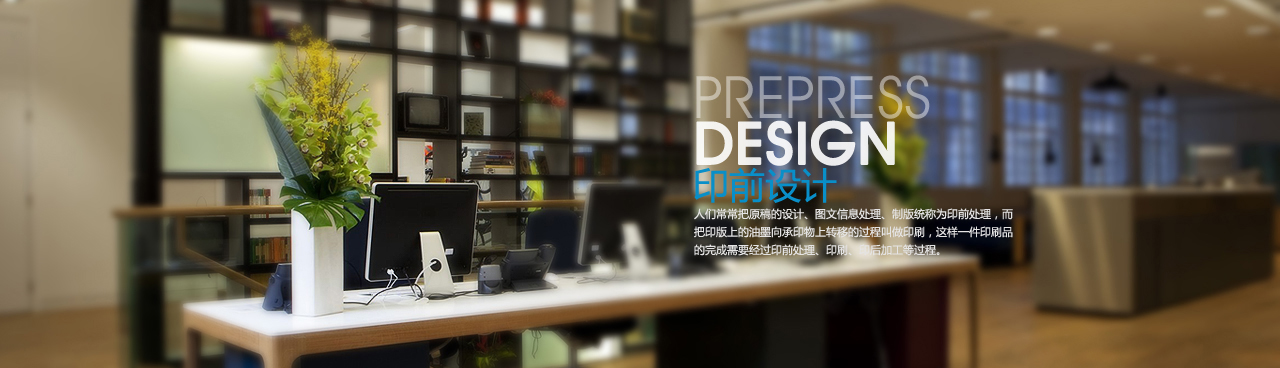 PREPRESS
DESIGN
印前设计
人们常常把原稿的设计、图文信息处理、制版统称为印前处理，而
把印版上的油墨向承印物上转移的过程叫做印刷，这样一件印刷品
的完成需要经过印前处理、印刷、印后加工等过程。